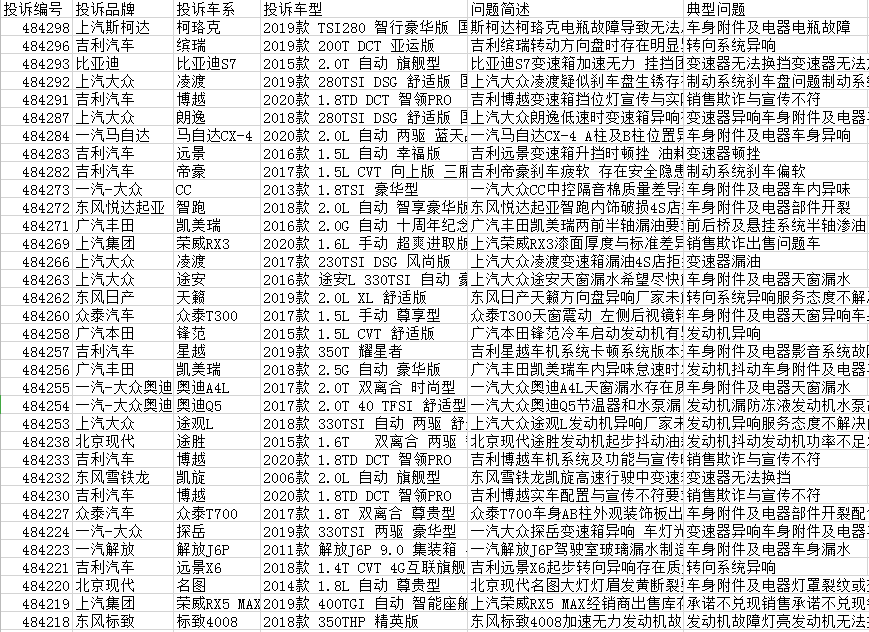 投诉编号 投诉品牌 投诉车系 投诉车型 问题简述 典型问题
484298 上汽斯柯达 柯珞克 2019款 TSI280 智行豪华版 国 斯柯达柯珞克电瓶故障导致无法 车身附件及电器电瓶故障
484296 吉利汽车 缤瑞 2019款 200T DCT 亚运版 吉利缤瑞转动方向盘时存在明显 转向系统异响
484293 比亚迪 比亚迪S7 2015款 2.0T 自动 旗舰型 比亚迪S7变速箱加速无力 挂挡困 变速器无法换挡变速器无法
484292 上汽大众 凌渡 2019款 280TSI DSG 舒适版 国 上汽大众凌渡疑似刹车盘生锈存 制动系统刹车盘问题制动系
484291 吉利汽车 博越 2020款 1.8TD DCT 智领PRO 吉利博越变速箱挡位灯宣传与实 销售欺诈与宣传不符
484287 上汽大众 朗逸 2018款 280TSI DSG 舒适版 国 上汽大众朗逸低速时变速箱异响 变速器异响车身附件及电器
484284 一汽马自达 马自达CX-4 2020款 2.0L 自动 两驱 蓝天 一汽马自达CX-4 A柱及B柱位置异 车身附件及电器车身异响
484283 吉利汽车 远景 2016款 1.5L 自动 幸福版 吉利远景变速箱升挡时顿挫 油耗 变速器顿挫
484282 吉利汽车 帝豪 2017款 1.5L CVT 向上版 三厢 吉利帝豪刹车疲软 存在安全隐患 制动系统刹车偏软
484273 一汽-大众 CC 2013款 1.8TSI 豪华型 一汽大众CC中控隔音棉质量差导 车身附件及电器车内异味
484272 东风悦达起亚 智跑 2018款 2.0L 自动 智享豪华版 东风悦达起亚智跑内饰破损4S店 车身附件及电器部件开裂
484271 广汽丰田 凯美瑞 2016款 2.0G 自动 十周年纪念 广汽丰田凯美瑞两前半轴漏油要 前后桥及悬挂系统半轴渗油
484269 上汽集团 荣威RX3 2020款 1.6L 手动 超爽进取版 上汽荣威RX3漆面厚度与标准差异 销售欺诈出售问题车
484266 上汽大众 凌渡 2017款 230TSI DSG 风尚版 上汽大众凌渡变速箱漏油4S店拒 变速器漏油
484263 上汽大众 途安 2016款 途安L 330TSI 自动 豪 上汽大众途安天窗漏水希望尽快 车身附件及电器天窗漏水
484262 东风日产 天籁 2019款 2.0L XL 舒适版 东风日产天籁方向盘异响厂家未 转向系统异响服务态度不解
484260 众泰汽车 众泰T300 2017款 1.5L 手动 尊享型 众泰T300天窗震动 左侧后视镜 车身附件及电器天窗异响车
484258 广汽本田 锋范 2015款 1.5L CVT 舒适版 广汽本田锋范冷车启动发动机有 发动机异响
484257 吉利汽车 星越 2019款 350T 耀星者 吉利星越车机系统卡顿系统版本 车身附件及电器影音系统故
484256 广汽丰田 凯美瑞 2018款 2.5G 自动 豪华版 广汽丰田凯美瑞车内异味怠速时 发动机抖动车身附件及电器
484255 一汽-大众奥迪 奥迪A4L 2017款 2.0T 双离合 时尚型 一汽大众奥迪A4L天窗漏水存在质 车身附件及电器天窗漏水
484254 一汽-大众奥迪 奥迪Q5 2017款 2.0T 40 TFSI 舒适型 一汽大众奥迪Q5节温器和水泵漏 发动机漏防冻液发动机水泵
484253 上汽大众 途观L 2018款 330TSI 自动 两驱 舒 上汽大众途观L发动机异响厂家未 发动机异响服务态度不解决
484238 北京现代 途胜 2015款 1.6T 双离合 两驱 北京现代途胜发动机起步抖动油 发动机抖动发动机功率不足
484233 吉利汽车 博越 2020款 1.8TD DCT 智领PRO 吉利博越车机系统及功能与宣传 销售欺诈与宣传不符
484232 东风雪铁龙 凯旋 2006款 2.0L 自动 旗舰型 东风雪铁龙凯旋高速行驶中变速 变速器无法换挡
484230 吉利汽车 博越 2020款 1.8TD DCT 智领PRO 吉利博越实车配置与宣传不符要 销售欺诈与宣传不符
484227 众泰汽车 众泰T700 2017款 1.8T 双离合 尊贵型 众泰T700车身AB柱外观装饰板出 车身附件及电器部件开裂配
484224 一汽-大众 探岳 2019款 330TSI 两驱 豪华型 一汽大众探岳变速箱异响 车灯光 变速器异响车身附件及电器
484223 一汽解放 解放J6P 2011款 解放J6P 9.0 集装箱 一汽解放J6P驾驶室玻璃漏水制造 车身附件及电器车身漏水
484221 吉利汽车 远景X6 2018款 1.4T CVT 4G互联旗舰 吉利远景X6起步转向异响存在质 转向系统异响
484220 北京现代 名图 2014款 1.8L 自动 尊贵型 北京现代名图大灯灯眉发黄断裂 车身附件及电器灯罩裂纹或
484219 上汽集团 荣威RX5 MAX 2019款 400TGI 自动 智能座舱 上汽荣威RX5 MAX经销商出售库存 承诺不兑现销售承诺不兑现
484218 东风标致 标致4008 2018款 350THP 精英版 东风标致4008加速无力发动机故 发动机故障灯亮发动机无法